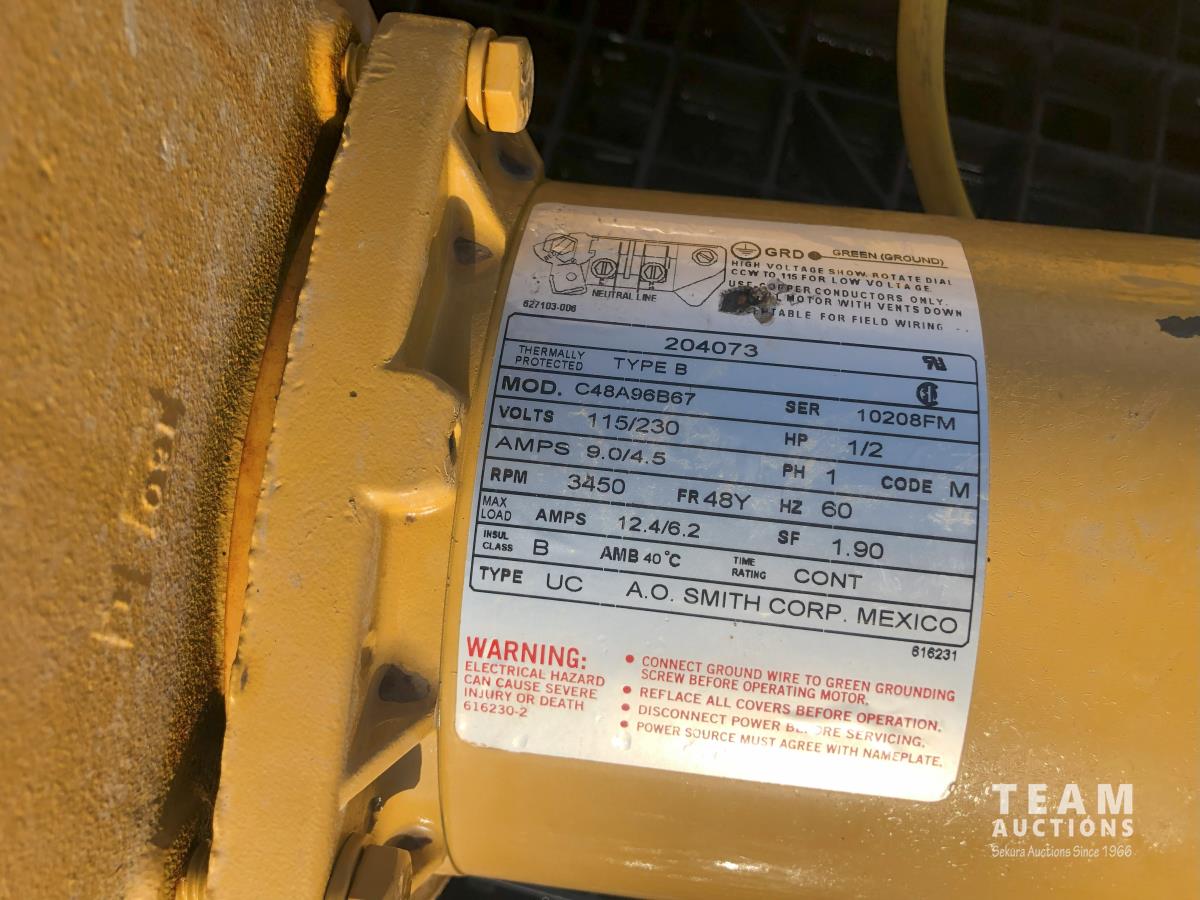 GRD GREEN (GROUND)
HIGH VOLTAGE SHOW. ROTATE DIAL
CCW TO 115 FOR LOW VOLTAGE.
USE COPPER CONDUCTORS ONLY.
MOTOR WITH VENTS DOWN
FOR FIELD WIRING
NEUTRAL LINE
627103-006
204073
THERMALLY PROTECTED TYPE B
MOD. C48A96B67 SER 10208FM
VOLTS 115/230 HP 1/2
AMPS 9.0/4.5 PH 1 CODE M
RPM 3450 FR 48Y HZ 60
MAX LOAD AMPS 12.4/6.2 SF 1.90
INSUL CLASS B AMB 40°C TIME RATING CONT
TYPE UC A.O. SMITH CORP. MEXICO
616231
WARNING:
ELECTRICAL HAZARD
CAN CAUSE SEVERE
INJURY OR DEATH
616230-2
• CONNECT GROUND WIRE TO GREEN GROUNDING
SCREW BEFORE OPERATING MOTOR.
• REPLACE ALL COVERS BEFORE OPERATION.
• DISCONNECT POWER BEFORE SERVICING.
• POWER SOURCE MUST AGREE WITH NAMEPLATE.
TEAM
AUCTIONS
Sekura Auctions Since 1966